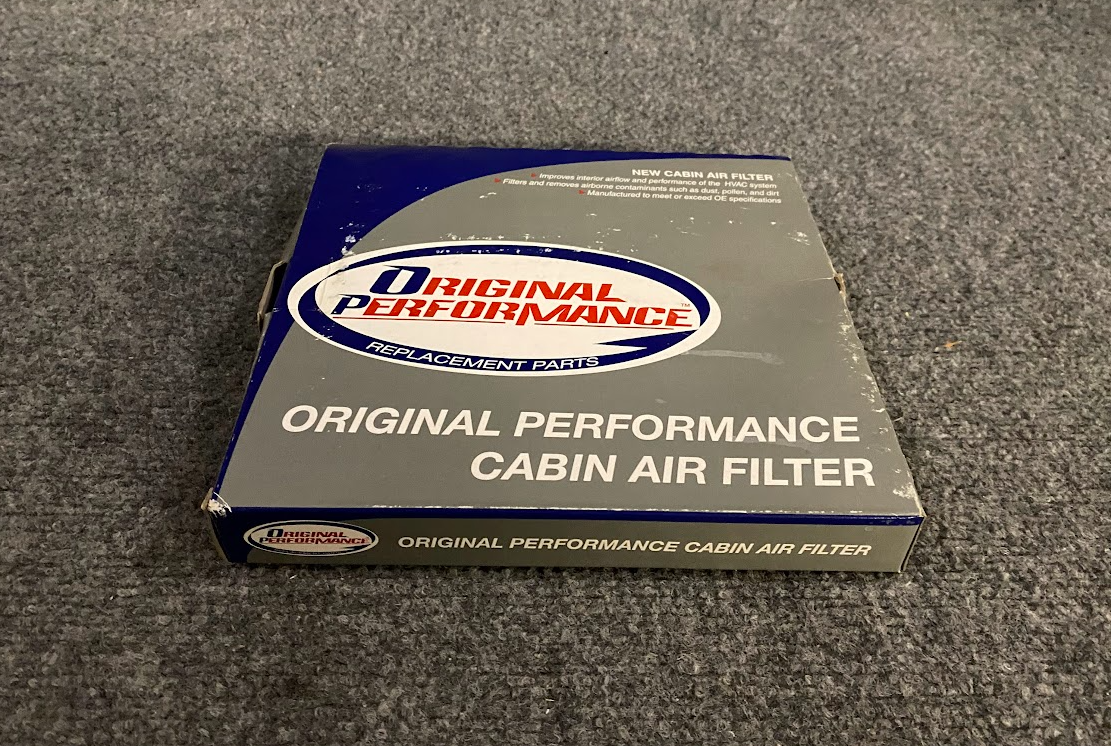 NEW CABIN AIR FILTER
Improves interior airflow and performance of the HVAC system
Filters and removes airborne contaminants such as dust, pollen, and dirt
Manufactured to meet or exceed OE specifications
ORIGINAL
PERFORMANCE™
REPLACEMENT PARTS
ORIGINAL PERFORMANCE
CABIN AIR FILTER
ORIGINAL
PERFORMANCE
ORIGINAL PERFORMANCE CABIN AIR FILTER